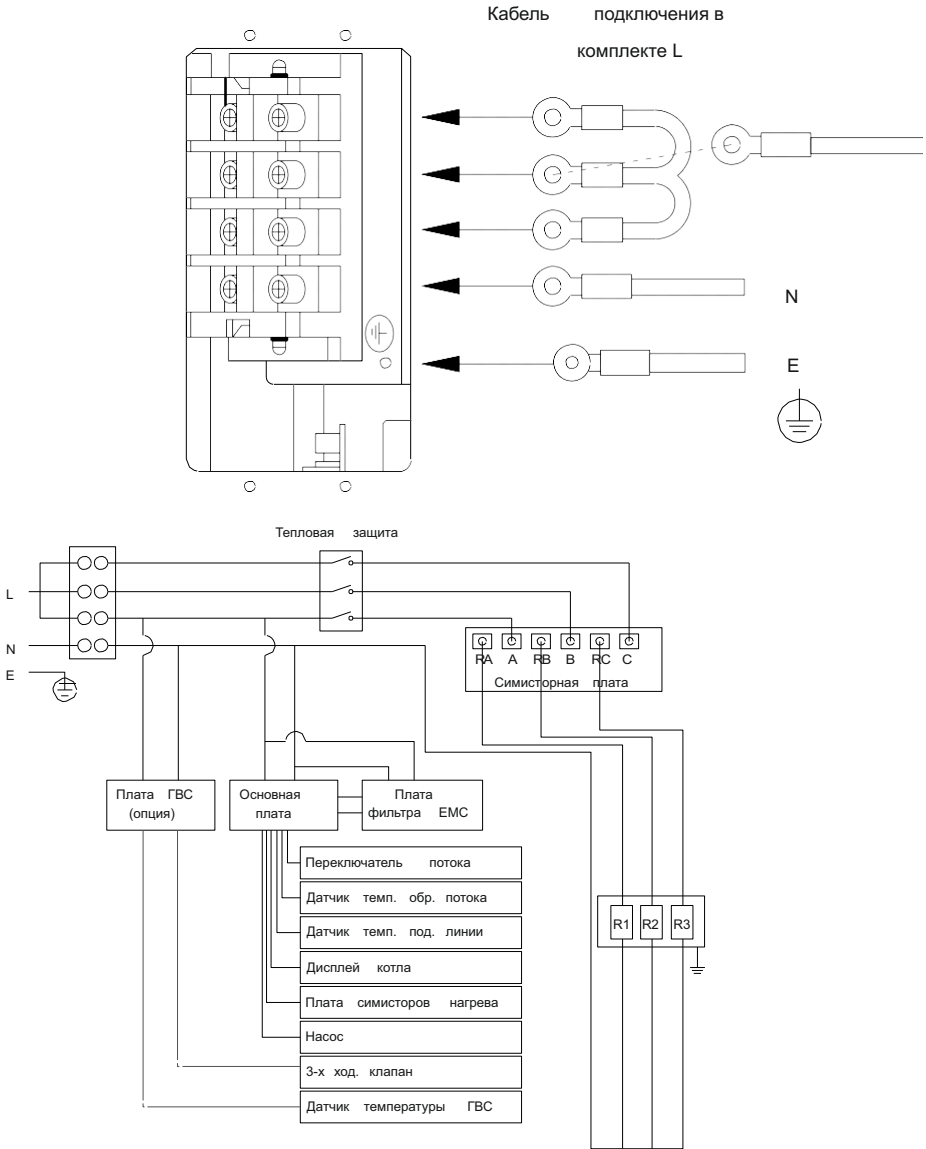 Кабель подключения в
комплекте L
N
E
Тепловая защита
L
N
E
RA A RB B RC C
Симисторная плата
Плата ГВС
(опция)
Основная
плата
Плата
фильтра ЕМС
Переключатель потока
Датчик темп. обр. потока
Датчик темп. под. линии
Дисплей котла
Плата симисторов нагрева
Насос
3-х ход. клапан
Датчик температуры ГВС
R1 R2 R3